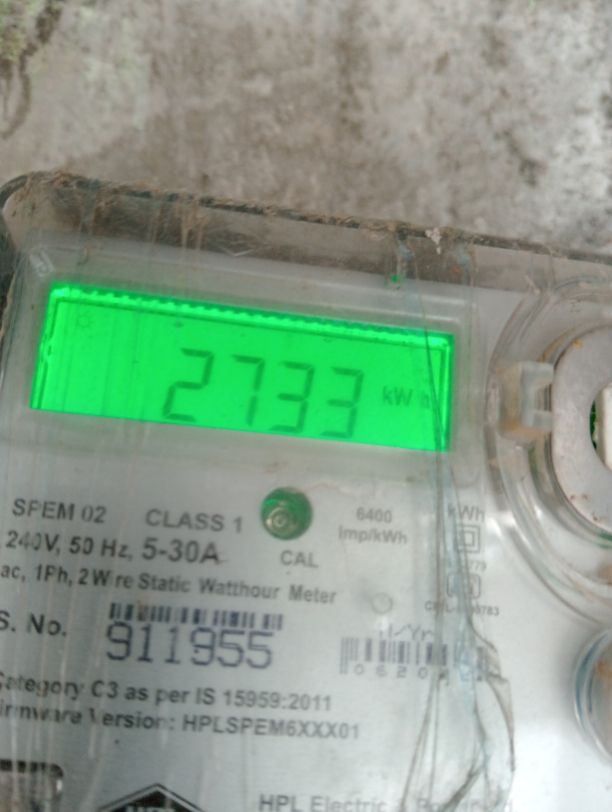 2733 kWh
SPEM 02 CLASS 1 6400 imp/kWh kWh
240V, 50 Hz, 5-30A CAL
ac, 1Ph, 2Wire Static Watthour Meter
S. No. 911955
Category C3 as per IS 15959:2011
Firmware Version: HPLSPEM6XXX01
HPL Electric